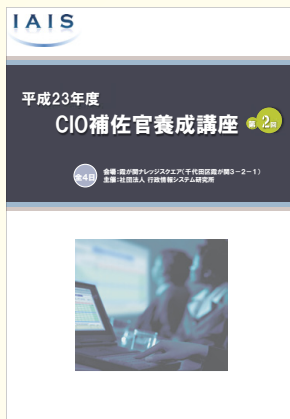 IAIS
平成23年度
CIO補佐官養成講座 第2回
全4日
会場:霞が関ナレッジスクエア(千代田区霞が関3-2-1)
主催:社団法人 行政情報システム研究所